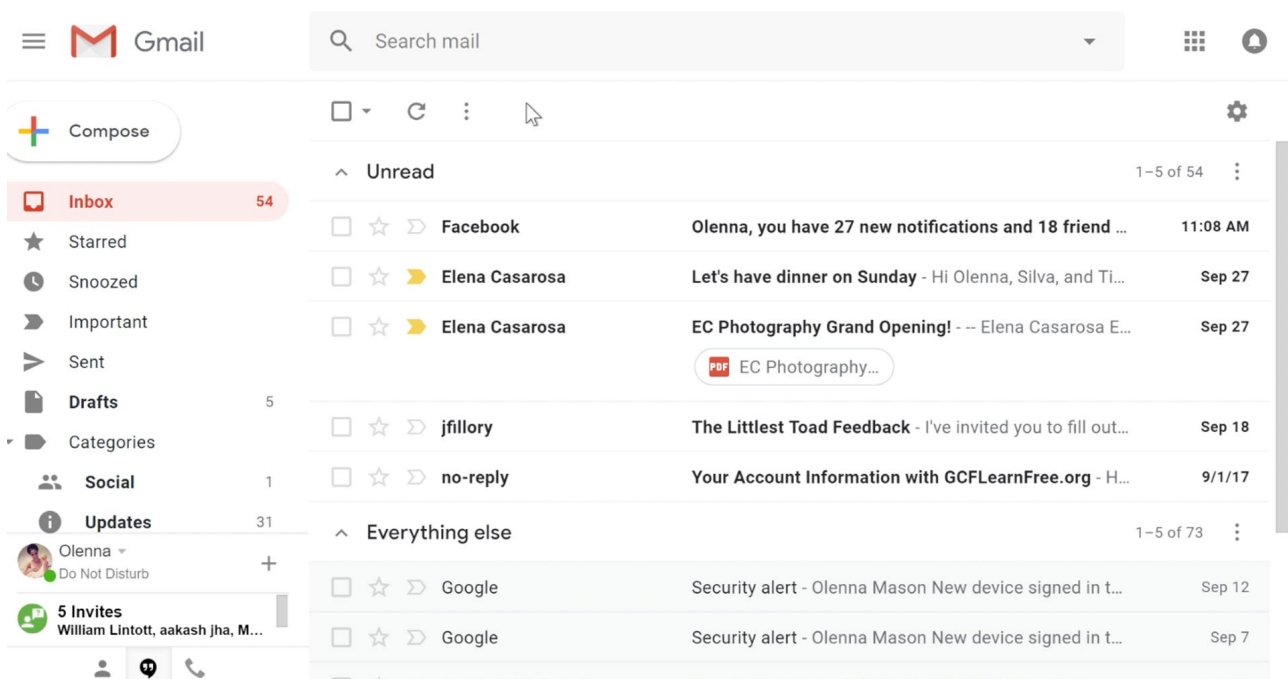 Gmail
Search mail
Compose
Inbox 54
Starred
Snoozed
Important
Sent
Drafts 5
Categories
Social 1
Updates 31
Olenna
Do Not Disturb
5 Invites
William Lintott, aakash jha, M...
Unread 1–5 of 54
Facebook Olenna, you have 27 new notifications and 18 friend ... 11:08 AM
Elena Casarosa Let's have dinner on Sunday - Hi Olenna, Silva, and Ti... Sep 27
Elena Casarosa EC Photography Grand Opening! - -- Elena Casarosa E... Sep 27
PDF EC Photography...
jfillory The Littlest Toad Feedback - I've invited you to fill out... Sep 18
no-reply Your Account Information with GCFLearnFree.org - H... 9/1/17
Everything else 1–5 of 73
Google Security alert - Olenna Mason New device signed in t... Sep 12
Google Security alert - Olenna Mason New device signed in t... Sep 7